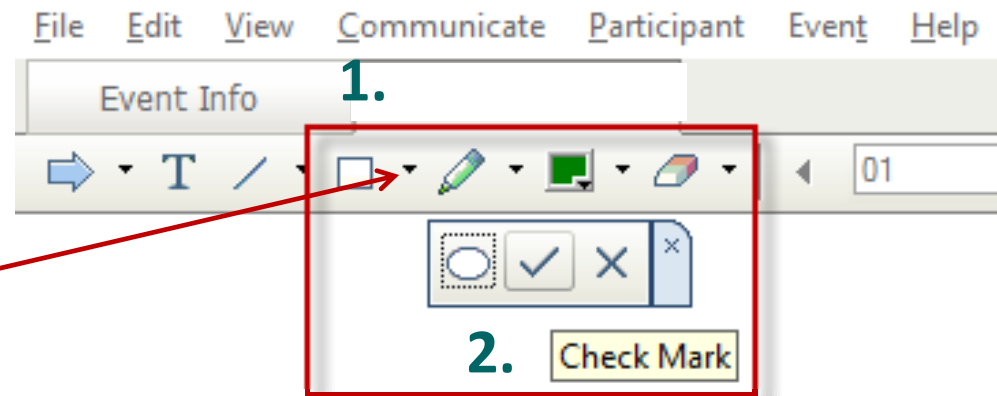 File Edit View Communicate Participant Event Help
Event Info
1.
T
01
2.
Check Mark